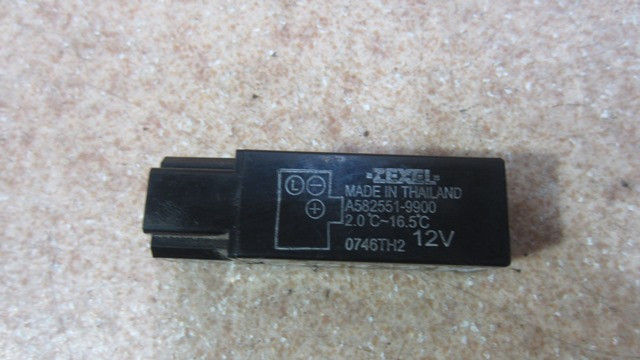 ZEXEL
MADE IN THAILAND
A582551-9900
2.0℃~16.5℃
0746TH2 12V
L − +